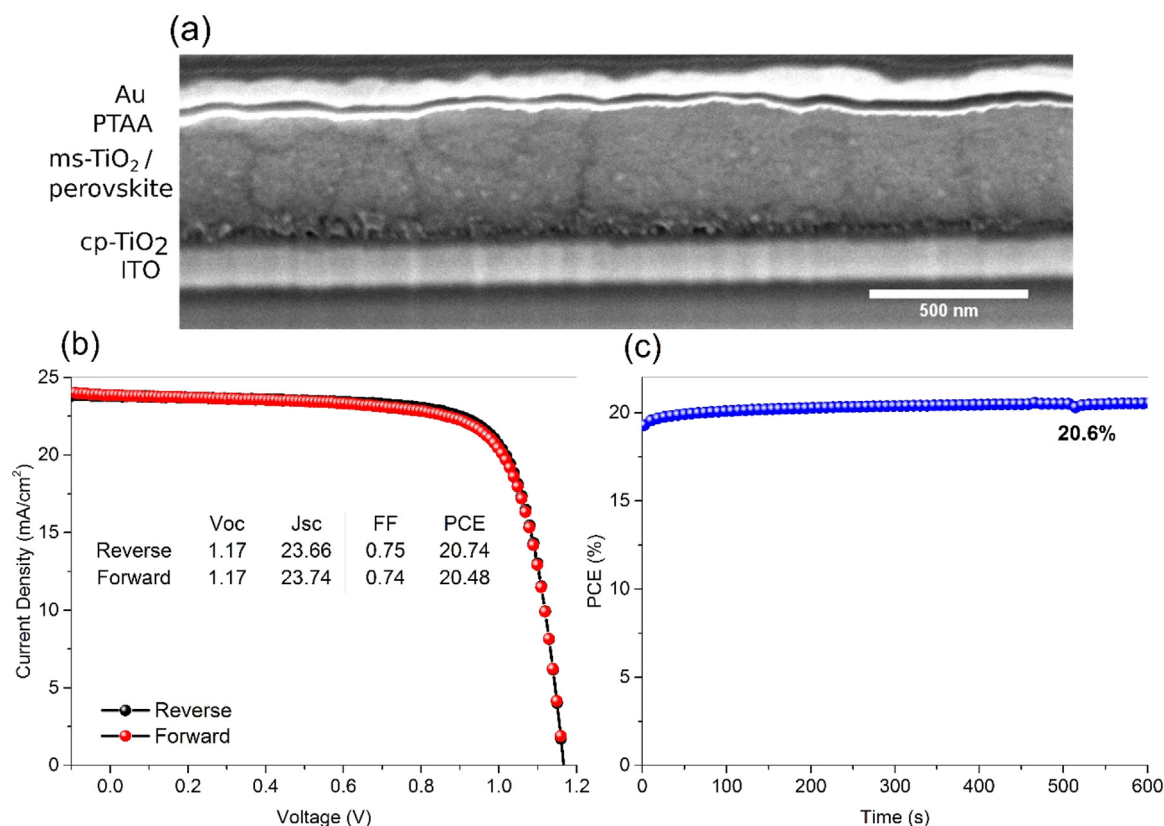 (a)
Au
PTAA
ms-TiO₂ /
perovskite
cp-TiO₂
ITO
500 nm
(b)
25
20
15
10
5
0
Current Density (mA/cm²)
Voc Jsc FF PCE
Reverse 1.17 23.66 0.75 20.74
Forward 1.17 23.74 0.74 20.48
Reverse
Forward
0.0 0.2 0.4 0.6 0.8 1.0 1.2
Voltage (V)
(c)
20
15
10
5
0
PCE (%)
20.6%
0 100 200 300 400 500 600
Time (s)